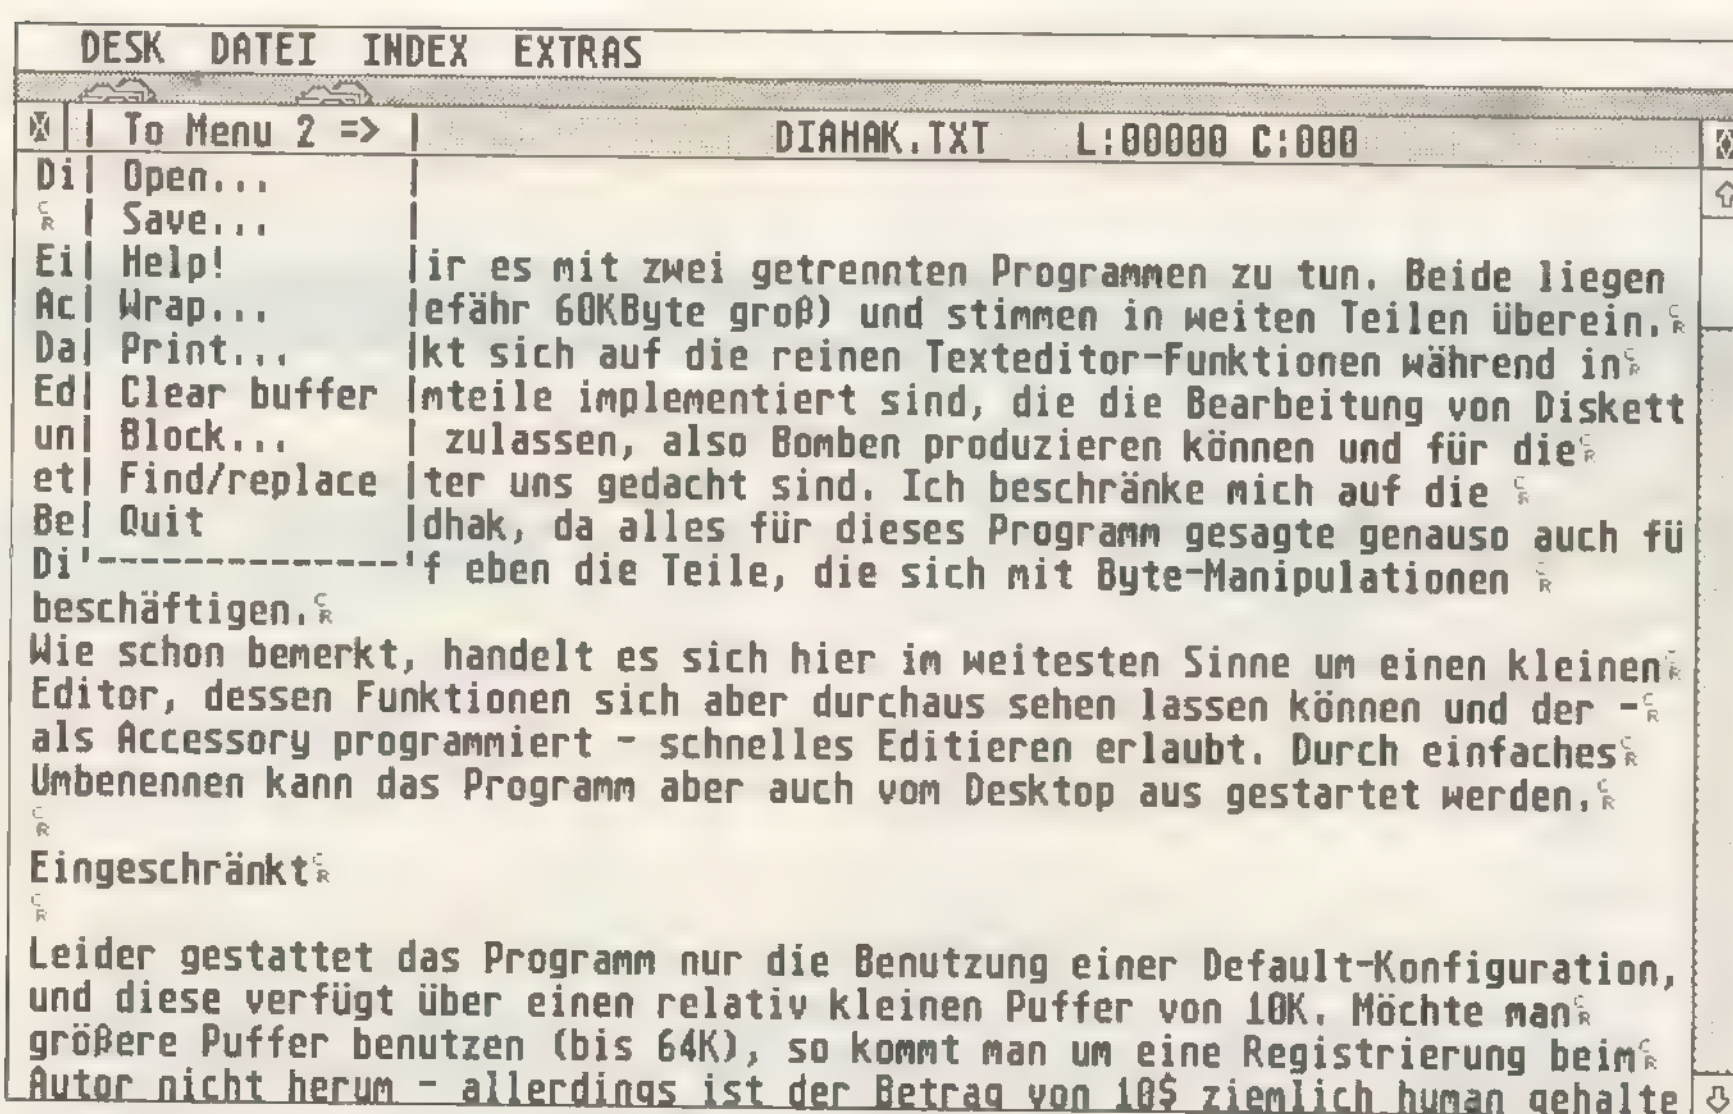 DESK DATEI INDEX EXTRAS
To Menu 2 => DIAHAK.TXT L:00000 C:000
Di| Open...
Save...
Ei| Help! |ir es mit zwei getrennten Programmen zu tun. Beide liegen
Ac| Wrap... |efähr 60KByte groß) und stimmen in weiten Teilen überein.
Da| Print... |kt sich auf die reinen Texteditor-Funktionen während in
Ed| Clear buffer |mteile implementiert sind, die die Bearbeitung von Diskett
un| Block... | zulassen, also Bomben produzieren können und für die
et| Find/replace |ter uns gedacht sind. Ich beschränke mich auf die
Be| Quit |dhak, da alles für dieses Programm gesagte genauso auch fü
Di'--------------'f eben die Teile, die sich mit Byte-Manipulationen
beschäftigen.
Wie schon bemerkt, handelt es sich hier im weitesten Sinne um einen kleinen
Editor, dessen Funktionen sich aber durchaus sehen lassen können und der -
als Accessory programmiert - schnelles Editieren erlaubt. Durch einfaches
Umbenennen kann das Programm aber auch vom Desktop aus gestartet werden.
Eingeschränkt
Leider gestattet das Programm nur die Benutzung einer Default-Konfiguration,
und diese verfügt über einen relativ kleinen Puffer von 10K. Möchte man
größere Puffer benutzen (bis 64K), so kommt man um eine Registrierung beim
Autor nicht herum - allerdings ist der Betrag von 10$ ziemlich human gehalte